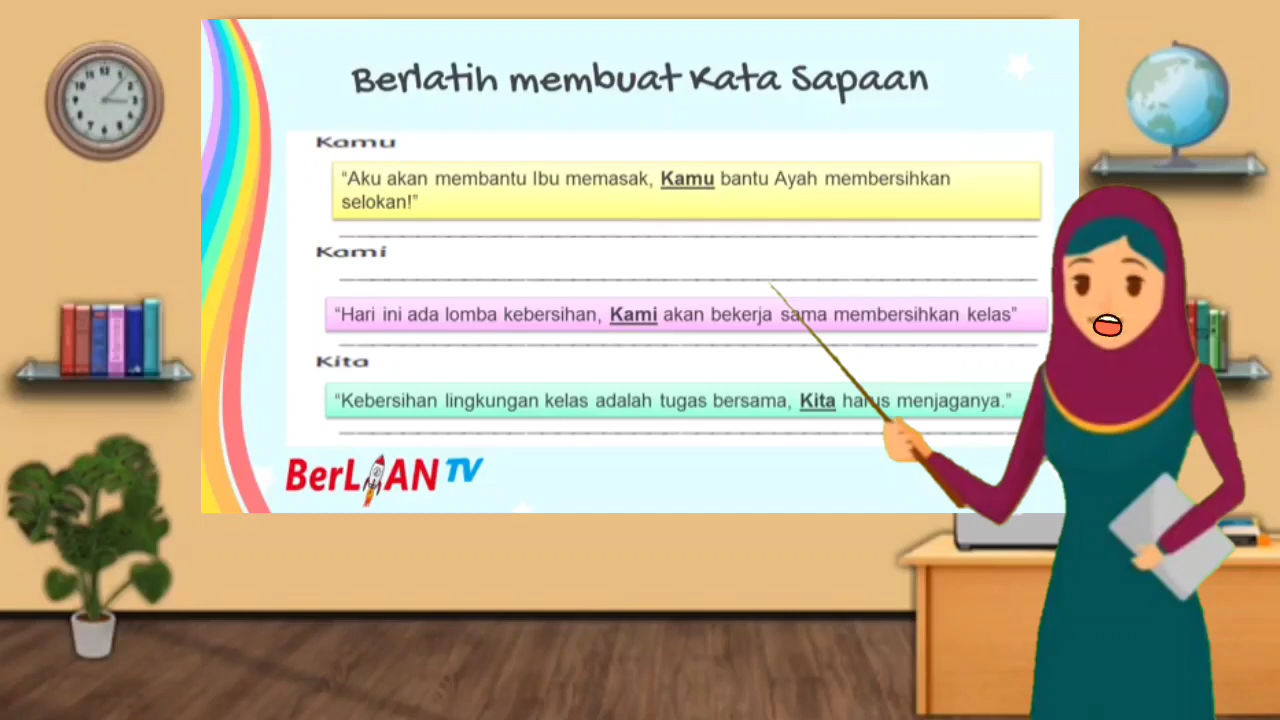 Berlatih membuat Kata Sapaan
Kamu
“Aku akan membantu Ibu memasak, Kamu bantu Ayah membersihkan
selokan!”
Kami
“Hari ini ada lomba kebersihan, Kami akan bekerja sama membersihkan kelas”
Kita
“Kebersihan lingkungan kelas adalah tugas bersama, Kita harus menjaganya.”
BerLIAN TV